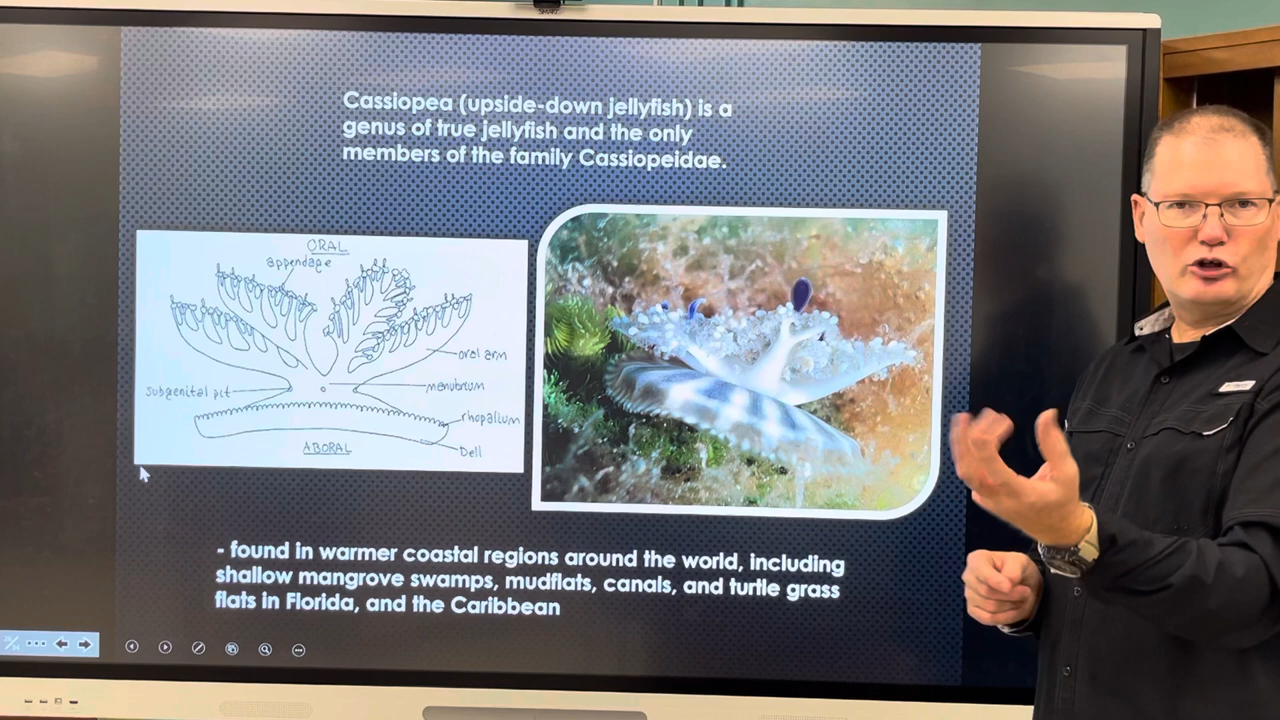 SMART
Cassiopea (upside-down jellyfish) is a
genus of true jellyfish and the only
members of the family Cassiopeidae.
ORAL
appendage
oral arm
subgenital pit
manubrium
rhopalium
ABORAL
bell
- found in warmer coastal regions around the world, including
shallow mangrove swamps, mudflats, canals, and turtle grass
flats in Florida, and the Caribbean